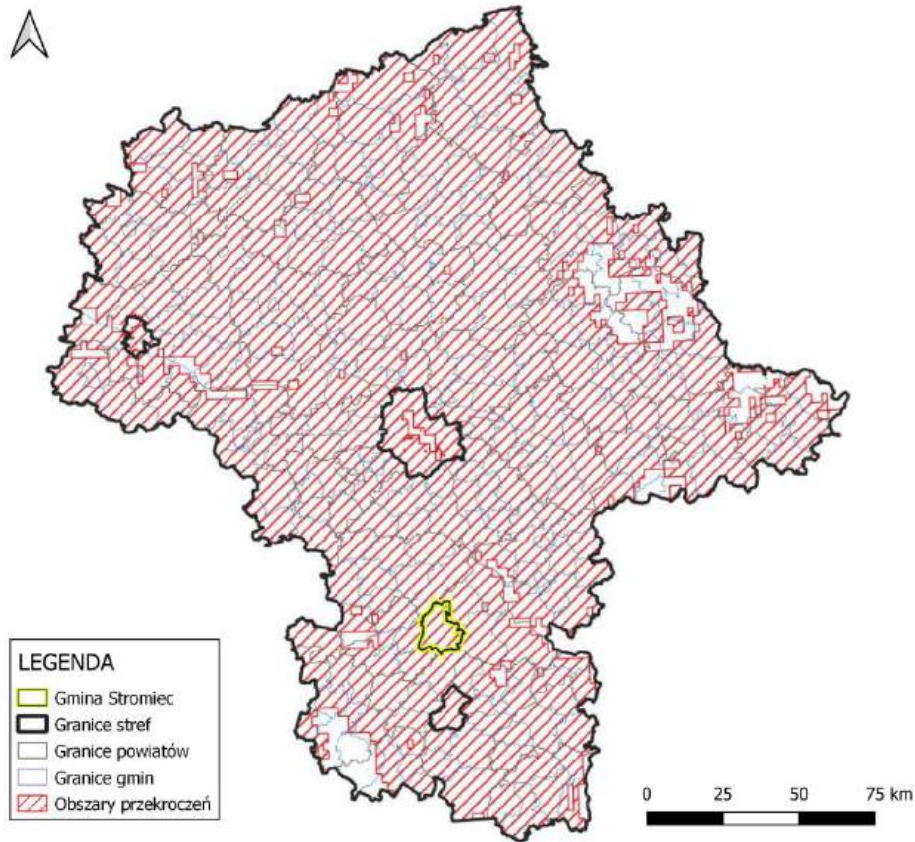 LEGENDA
Gmina Stromiec
Granice stref
Granice powiatów
Granice gmin
Obszary przekroczeń
0 25 50 75 km